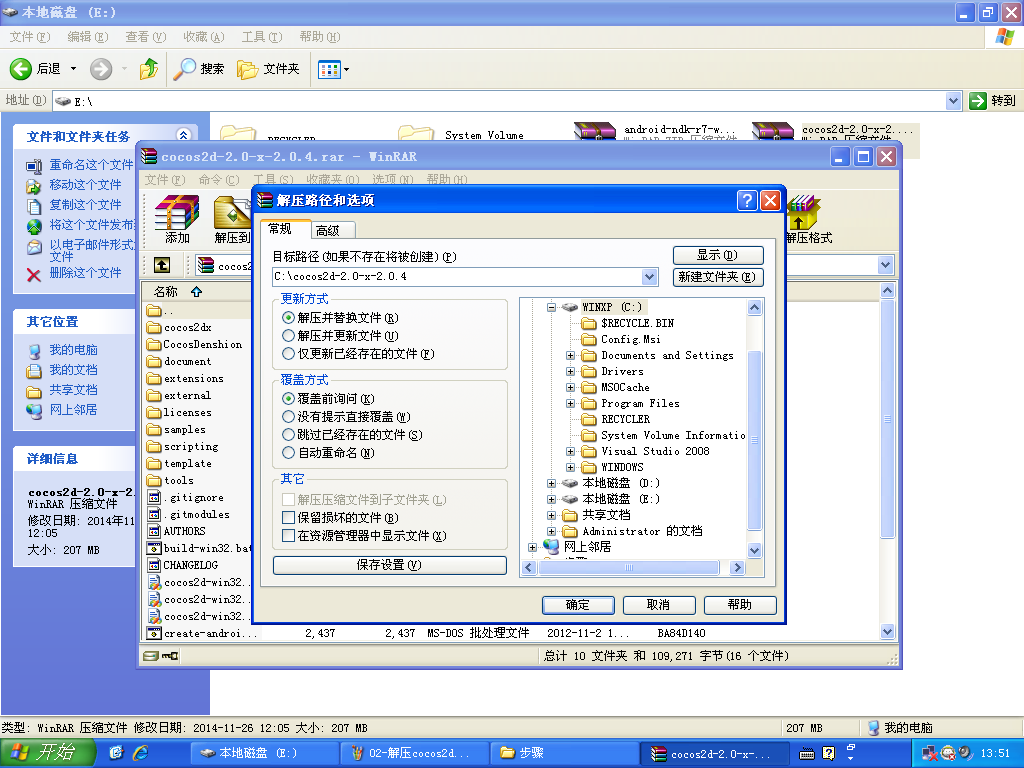 本地磁盘 (E:)
文件(F) 编辑(E) 查看(V) 收藏(A) 工具(T) 帮助(H)
后退 搜索 文件夹
地址(D) E:\ 转到
文件和文件夹任务
重命名这个文件
移动这个文件
复制这个文件
将这个文件发布
以电子邮件形式
文件
删除这个文件
其它位置
我的电脑
我的文档
共享文档
网上邻居
详细信息
cocos2d-2.0-x-2.
WinRAR 压缩文件
修改日期: 2014年11
12:05
大小: 207 MB
RECYCLER
System Volume
android-ndk-r7-w...
cocos2d-2.0-x-2....
cocos2d-2.0-x-2.0.4.rar - WinRAR
文件(F) 命令(C) 工具(S) 收藏夹(O) 选项(N) 帮助(H)
添加 解压到 解压格式
cocos2
名称
..
cocos2dx
CocosDenshion
document
extensions
external
licenses
samples
scripting
template
tools
.gitignore
.gitmodules
AUTHORS
build-win32.bat
CHANGELOG
cocos2d-win32..
cocos2d-win32..
cocos2d-win32..
create-androi... 2,437 2,437 MS-DOS 批处理文件 2012-11-2 1... BA84D140
总计 10 文件夹 和 109,271 字节(16 个文件)
解压路径和选项
常规 高级
目标路径(如果不存在将被创建)(P)
C:\cocos2d-2.0-x-2.0.4
显示(D)
新建文件夹(E)
更新方式
解压并替换文件(R)
解压并更新文件(U)
仅更新已经存在的文件(F)
覆盖方式
覆盖前询问(K)
没有提示直接覆盖(W)
跳过已经存在的文件(S)
自动重命名(N)
其它
解压压缩文件到子文件夹(L)
保留损坏的文件(B)
在资源管理器中显示文件(X)
保存设置(V)
WINXP (C:)
$RECYCLE.BIN
Config.Msi
Documents and Settings
Drivers
MSOCache
Program Files
RECYCLER
System Volume Informatio
Visual Studio 2008
WINDOWS
本地磁盘 (D:)
本地磁盘 (E:)
共享文档
Administrator 的文档
网上邻居
确定 取消 帮助
类型: WinRAR 压缩文件 修改日期: 2014-11-26 12:05 大小: 207 MB 207 MB 我的电脑
开始 本地磁盘 (E:) 02-解压cocos2d... 步骤 cocos2d-2.0-x-... 13:51